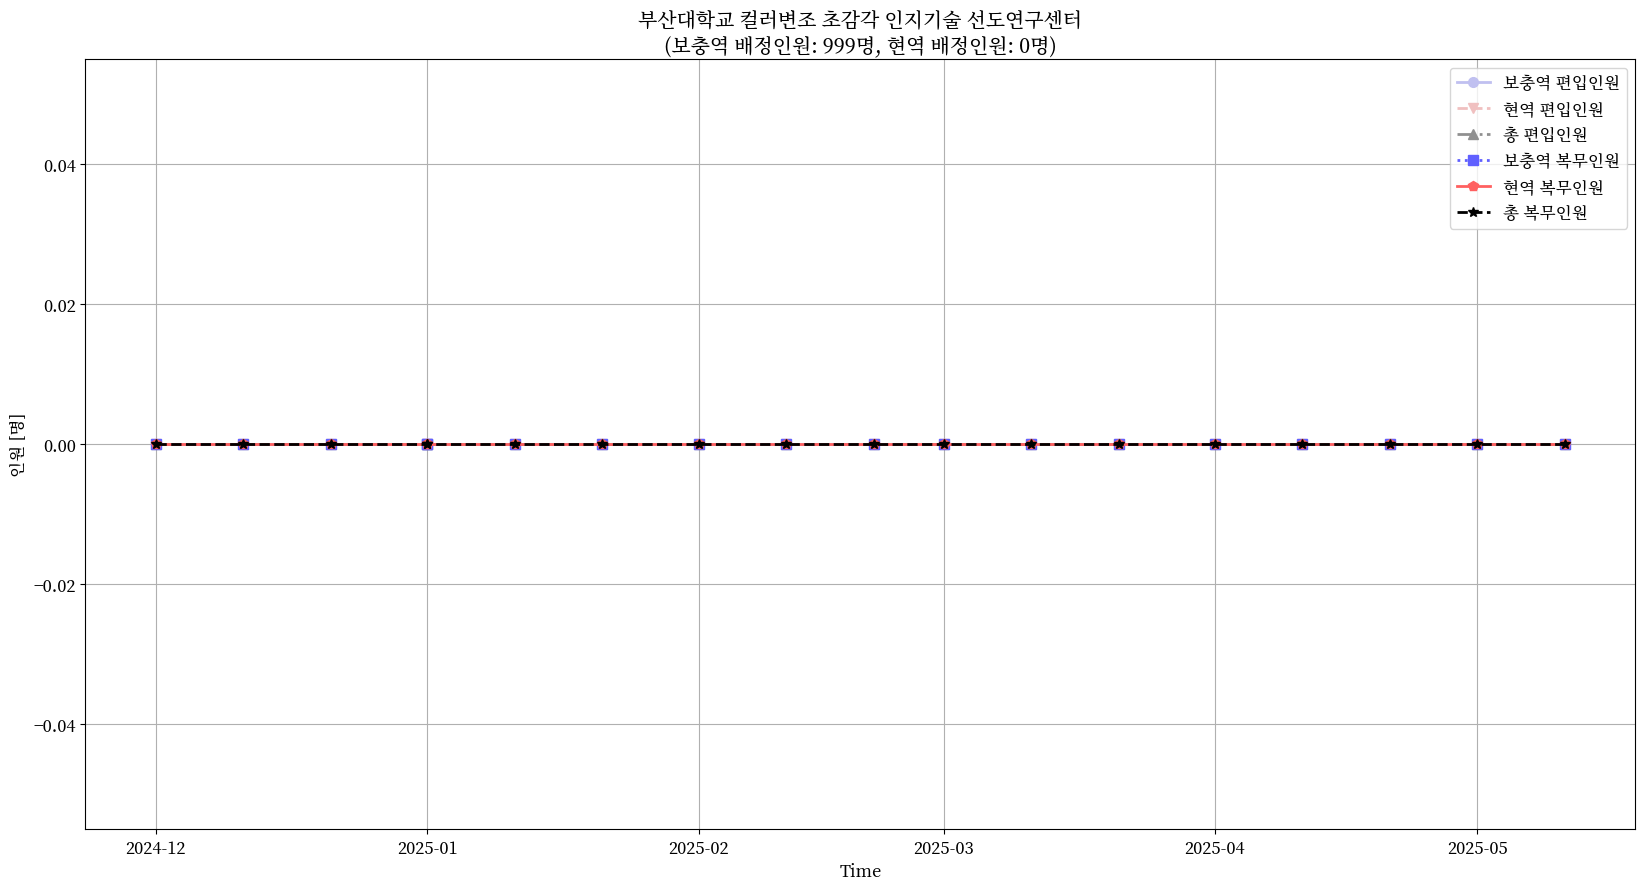 부산대학교 컬러변조 초감각 인지기술 선도연구센터
(보충역 배정인원: 999명, 현역 배정인원: 0명)
보충역 편입인원
현역 편입인원
총 편입인원
보충역 복무인원
현역 복무인원
총 복무인원
인원 [명]
0.04
0.02
0.00
−0.02
−0.04
2024-12
2025-01
2025-02
2025-03
2025-04
2025-05
Time